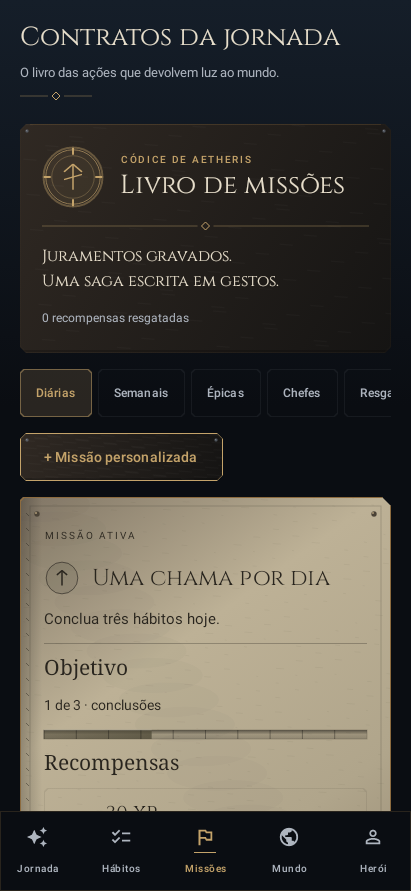 Contratos da jornada
O livro das ações que devolvem luz ao mundo.
CÓDICE DE AETHERIS
Livro de missões
Juramentos gravados.
Uma saga escrita em gestos.
0 recompensas resgatadas
Diárias
Semanais
Épicas
Chefes
Resga
+ Missão personalizada
MISSÃO ATIVA
Uma chama por dia
Conclua três hábitos hoje.
Objetivo
1 de 3 · conclusões
Recompensas
20 XP
Jornada
Hábitos
Missões
Mundo
Herói